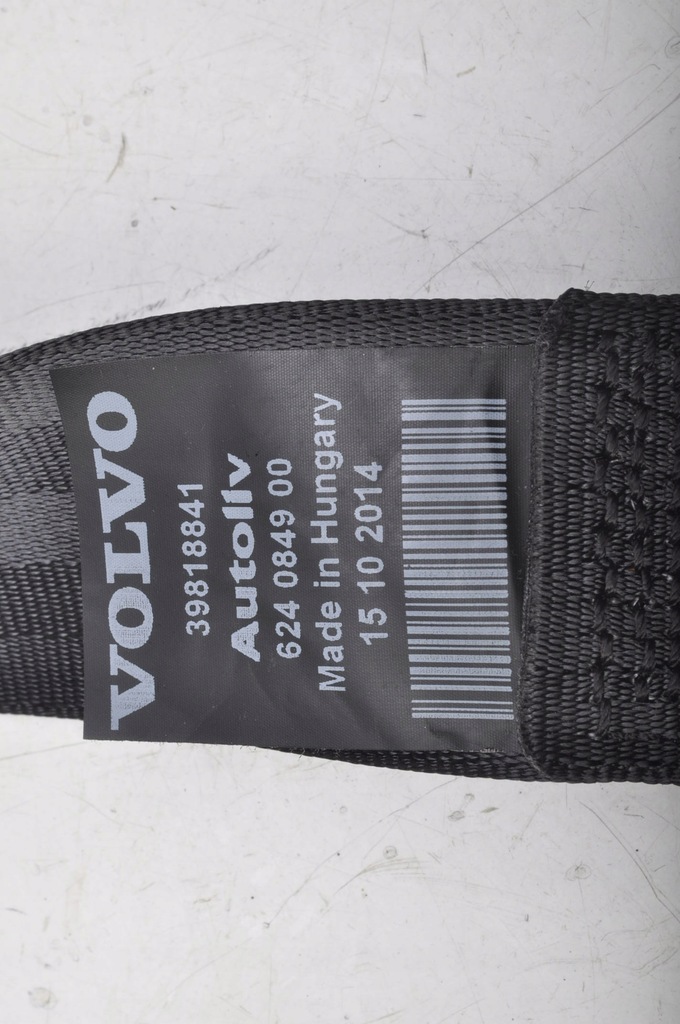 VOLVO
39818841
Autoliv
624 0849 00
Made in Hungary
15 10 2014